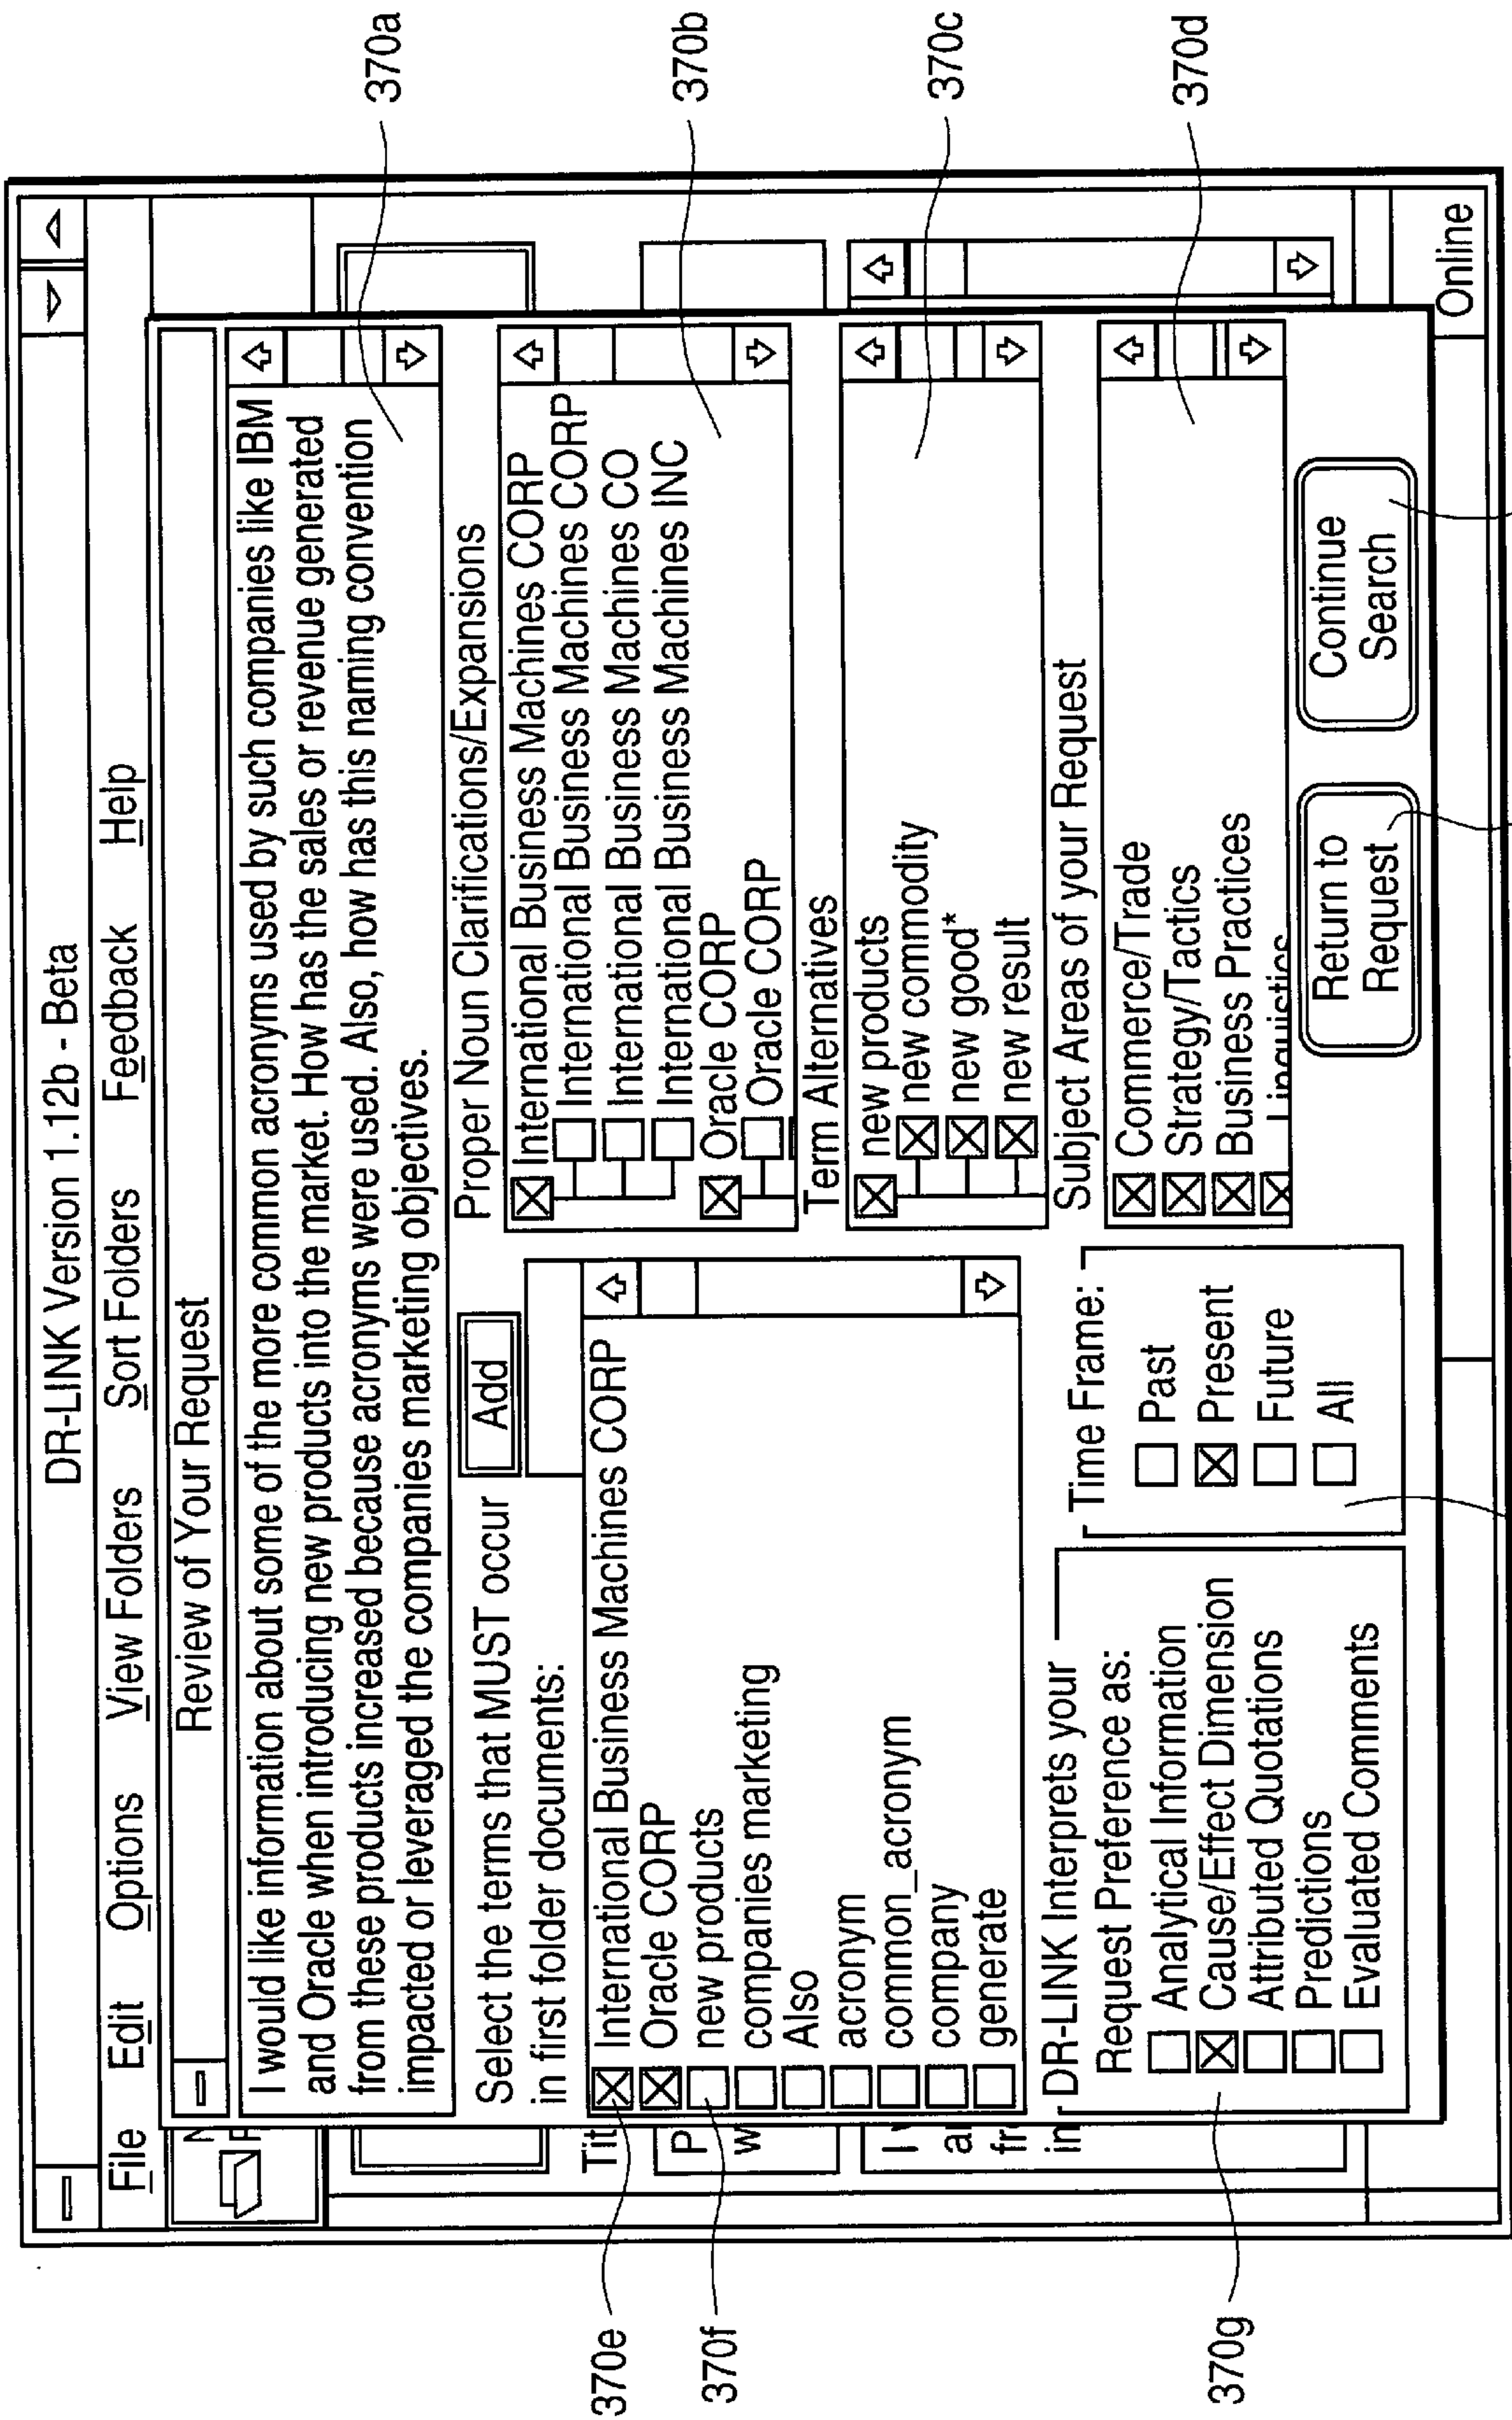 DR-LINK Version 1.12b - Beta
File Edit Options View Folders Sort Folders Feedback Help
Review of Your Request
I would like information about some of the more common acronyms used by such companies like IBM
and Oracle when introducing new products into the market. How has the sales or revenue generated
from these products increased because acronyms were used. Also, how has this naming convention
impacted or leveraged the companies marketing objectives.
Select the terms that MUST occur
in first folder documents:
Add
International Business Machines CORP
Oracle CORP
new products
companies marketing
Also
acronym
common_acronym
company
generate
DR-LINK Interprets your
Request Preference as:
Analytical Information
Cause/Effect Dimension
Attributed Quotations
Predictions
Evaluated Comments
Time Frame:
Past
Present
Future
All
Proper Noun Clarifications/Expansions
International Business Machines CORP
International Business Machines CORP
International Business Machines CO
International Business Machines INC
Oracle CORP
Oracle CORP
Term Alternatives
new products
new commodity
new good*
new result
Subject Areas of your Request
Commerce/Trade
Strategy/Tactics
Business Practices
Linguistics
Return to
Request
Continue
Search
Online
Tit
P
w
I
a
fr
in
370a
370b
370c
370d
370e
370f
370g